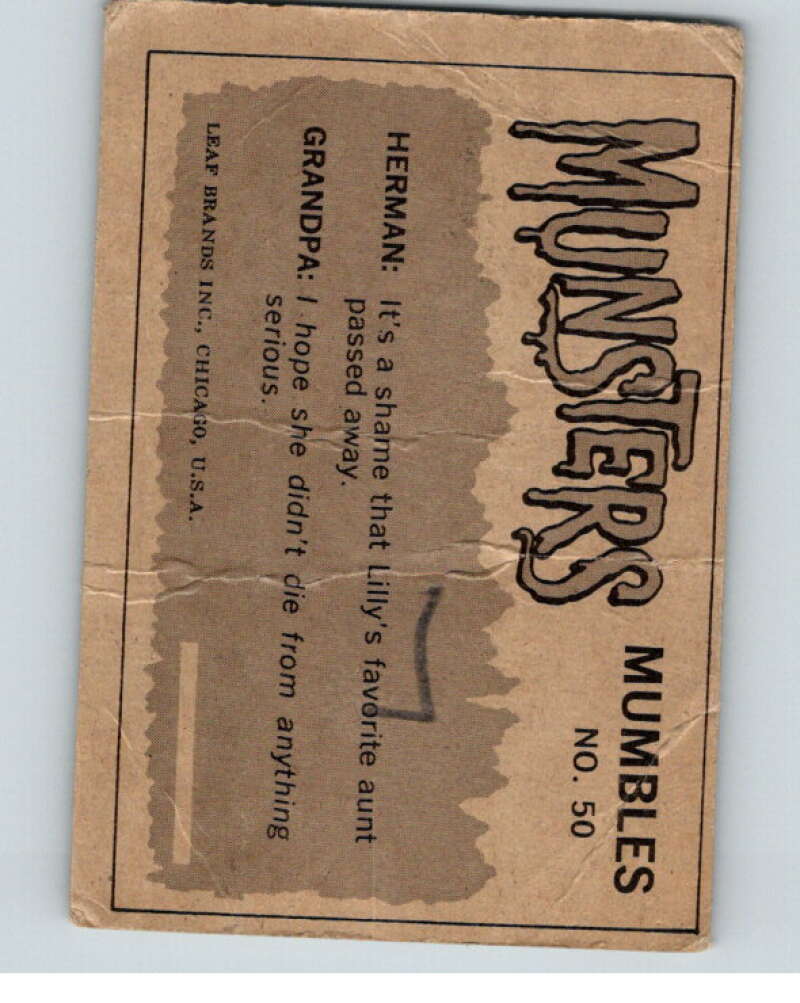 MUNSTERS MUMBLES
NO. 50
HERMAN: It's a shame that Lilly's favorite aunt
passed away.
GRANDPA: I hope she didn't die from anything
serious.
LEAF BRANDS INC., CHICAGO, U.S.A.